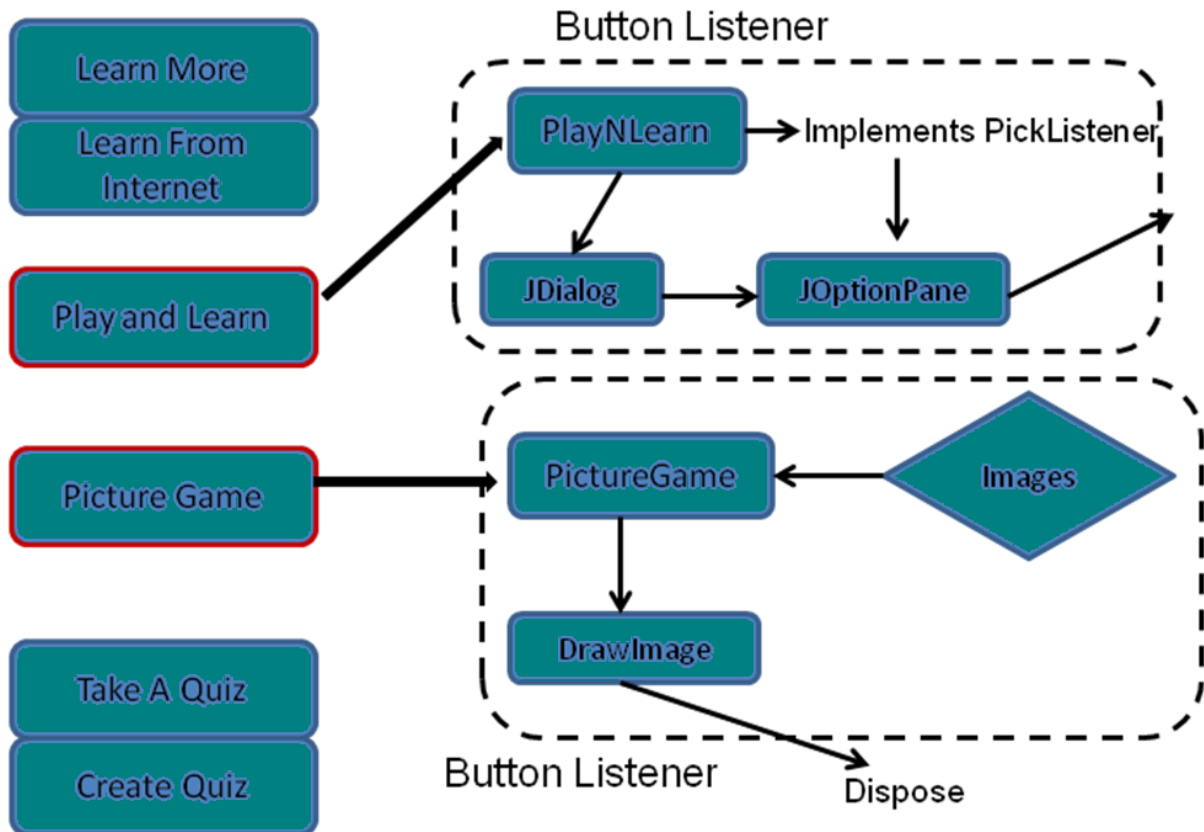 Learn More
Learn From
Internet
Play and Learn
Picture Game
Take A Quiz
Create Quiz
Button Listener
PlayNLearn
Implements PickListener
JDialog
JOptionPane
PictureGame
Images
DrawImage
Button Listener
Dispose